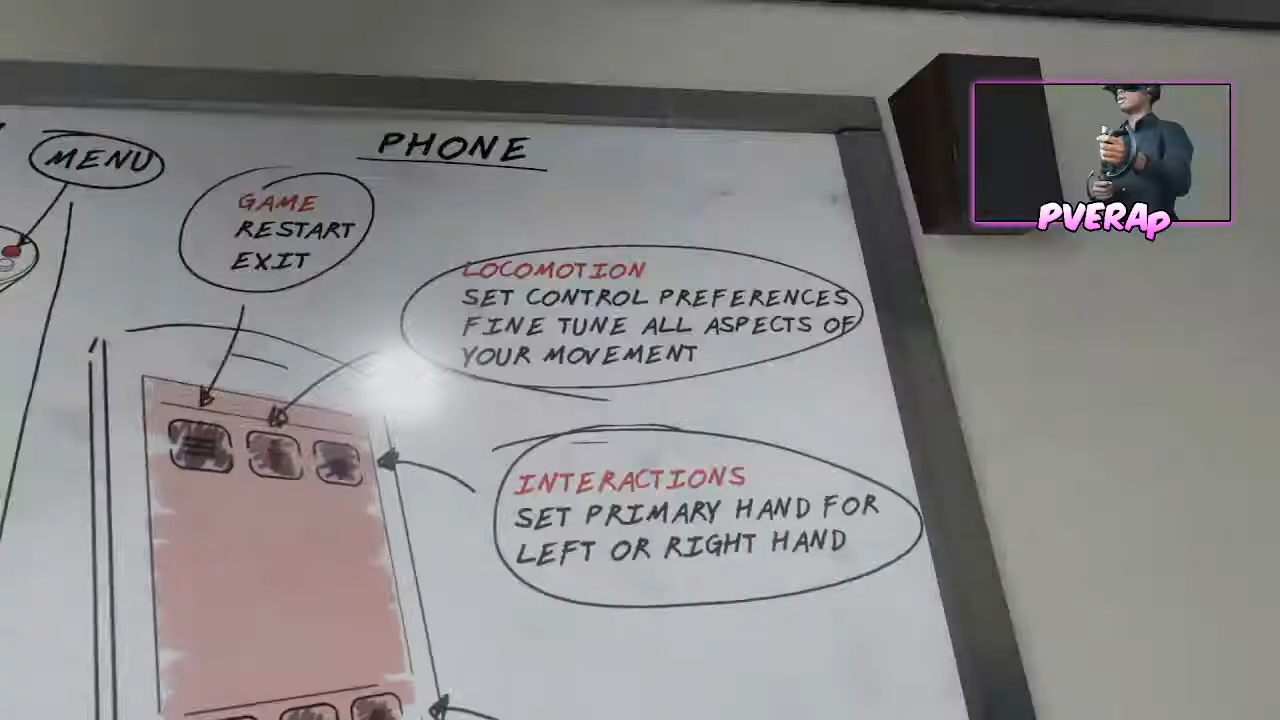 MENU
PHONE
GAME
RESTART
EXIT
LOCOMOTION
SET CONTROL PREFERENCES
FINE TUNE ALL ASPECTS OF
YOUR MOVEMENT
INTERACTIONS
SET PRIMARY HAND FOR
LEFT OR RIGHT HAND
PVERAP